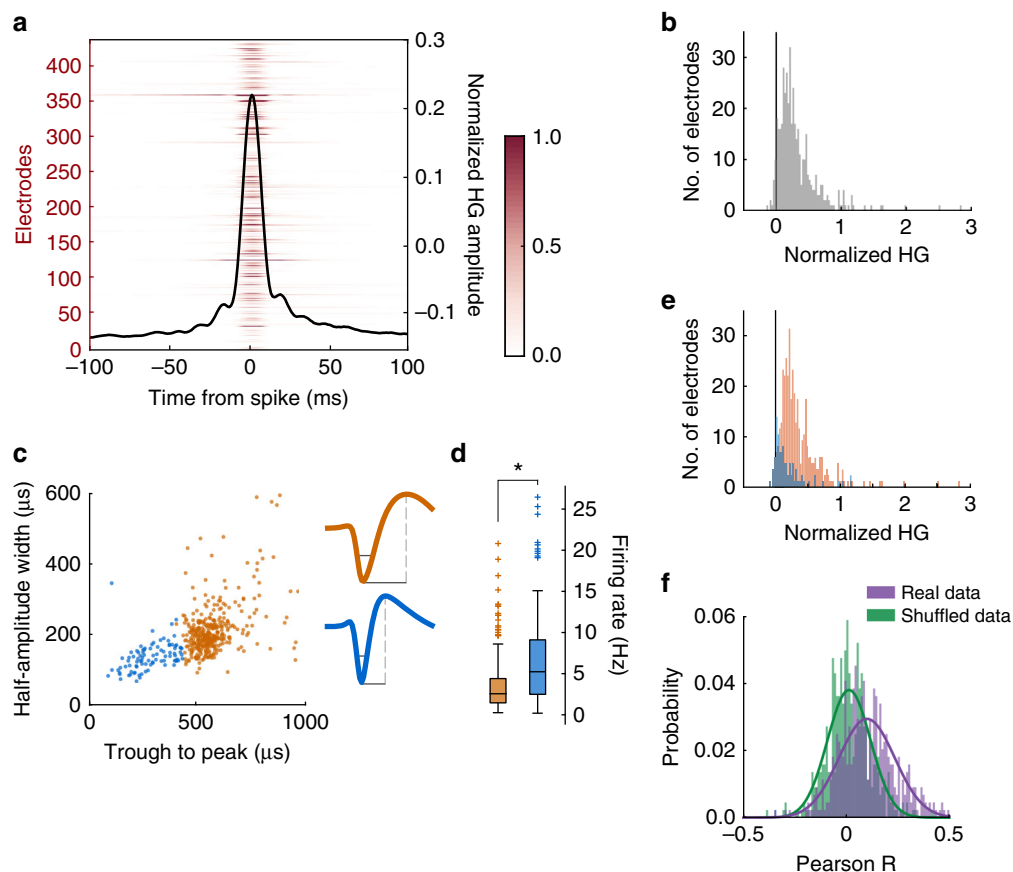 a
400
350
300
250
200
150
100
50
0
Electrodes
0.3
0.2
0.1
0.0
−0.1
Normalized HG amplitude
−100
−50
0
50
100
Time from spike (ms)
1.0
0.5
0.0
b
30
20
10
0
No. of electrodes
0
1
2
3
Normalized HG
c
600
400
200
0
Half-amplitude width (μs)
0
500
1000
Trough to peak (μs)
d
*
25
20
15
10
5
0
Firing rate (Hz)
e
30
20
10
0
No. of electrodes
0
1
2
3
Normalized HG
f
Real data
Shuffled data
0.06
0.04
0.02
0.0
Probability
−0.5
0
0.5
Pearson R